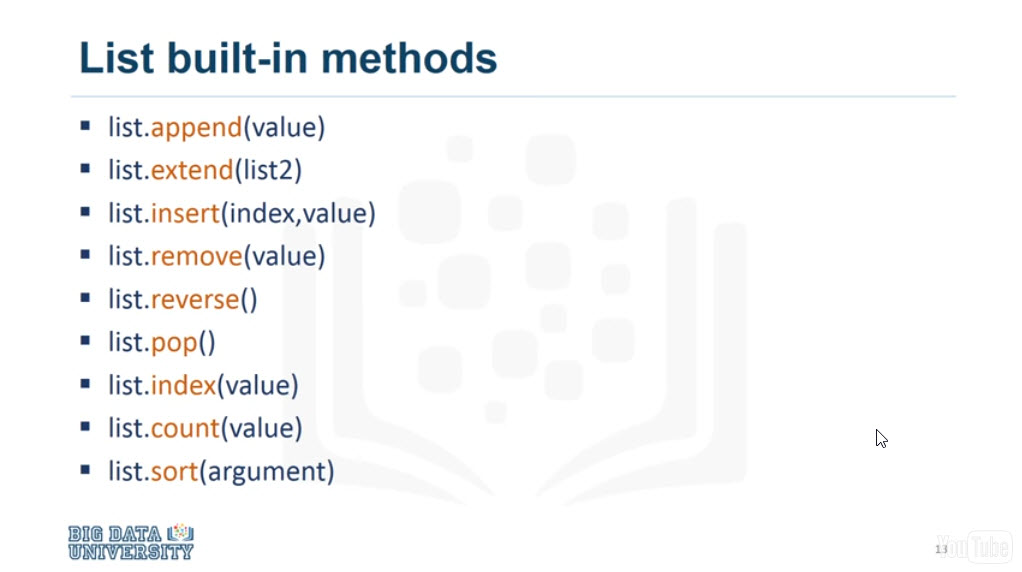 List built-in methods
▪ list.append(value)
▪ list.extend(list2)
▪ list.insert(index,value)
▪ list.remove(value)
▪ list.reverse()
▪ list.pop()
▪ list.index(value)
▪ list.count(value)
▪ list.sort(argument)
BIG DATA
UNIVERSITY
13
YouTube